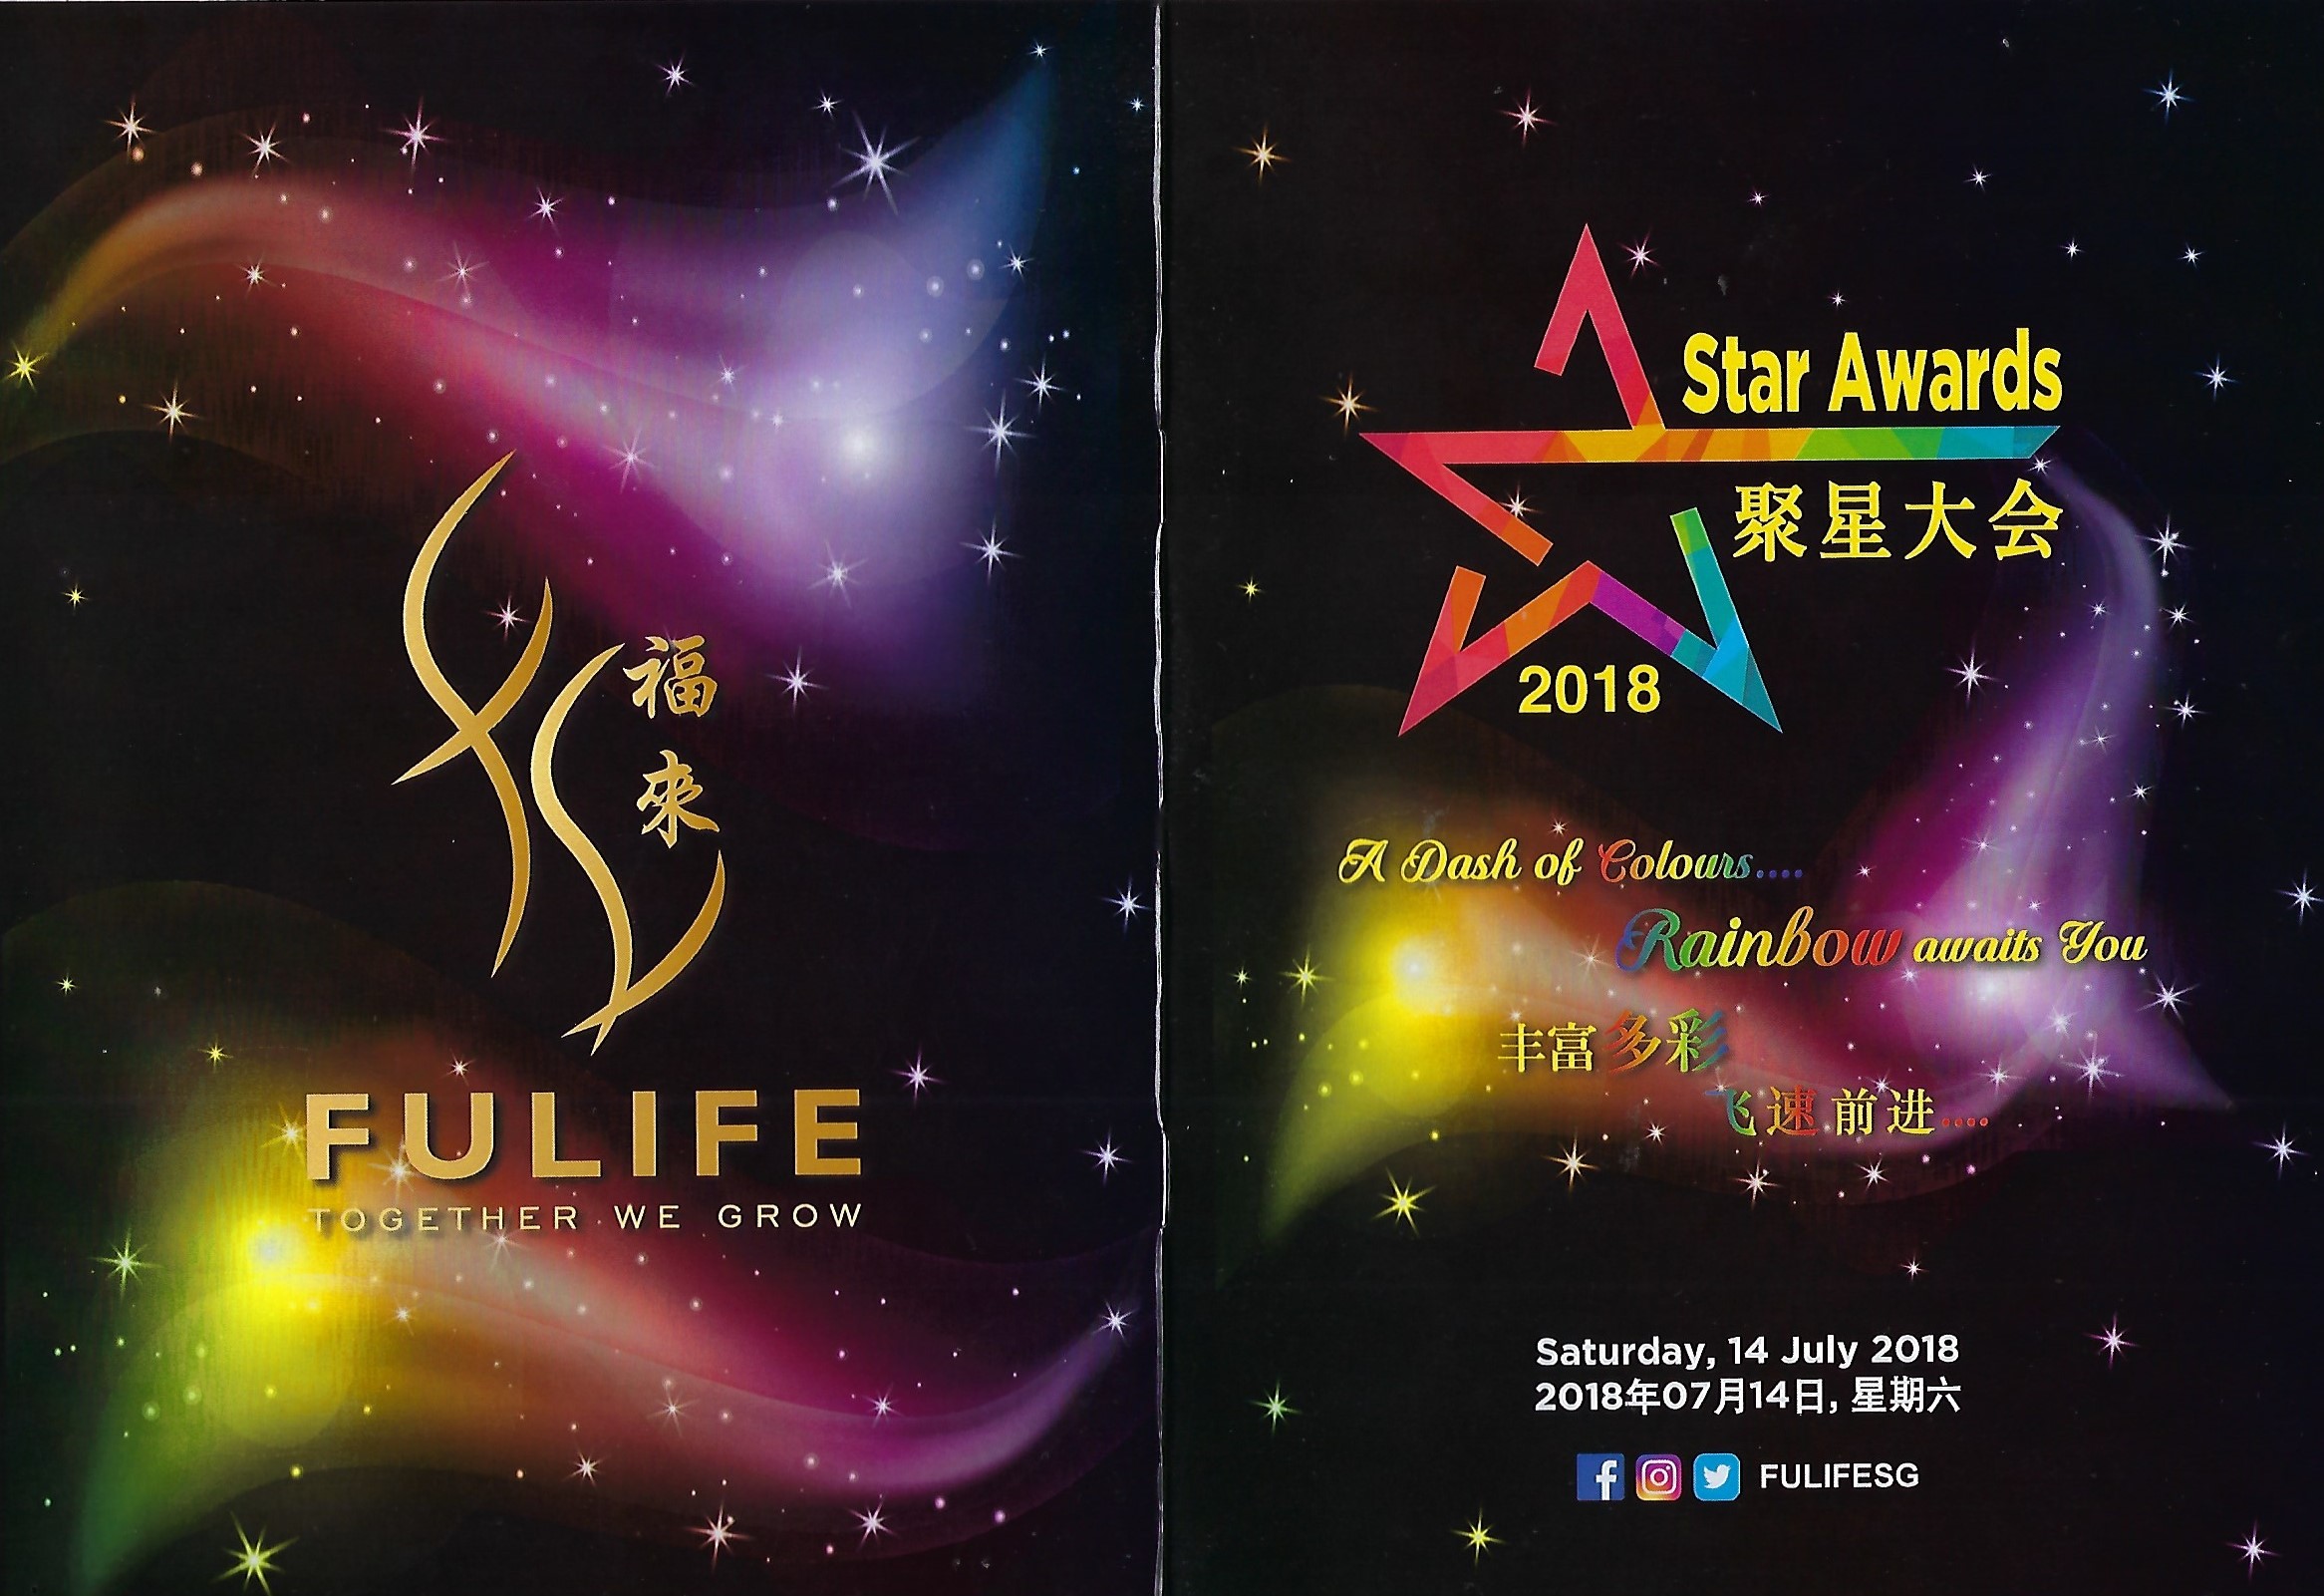 福
來
FULIFE
TOGETHER WE GROW
Star Awards
聚星大会
2018
A Dash of Colours....
Rainbow awaits You
丰富多彩
飞速前进....
Saturday, 14 July 2018
2018年07月14日, 星期六
FULIFESG